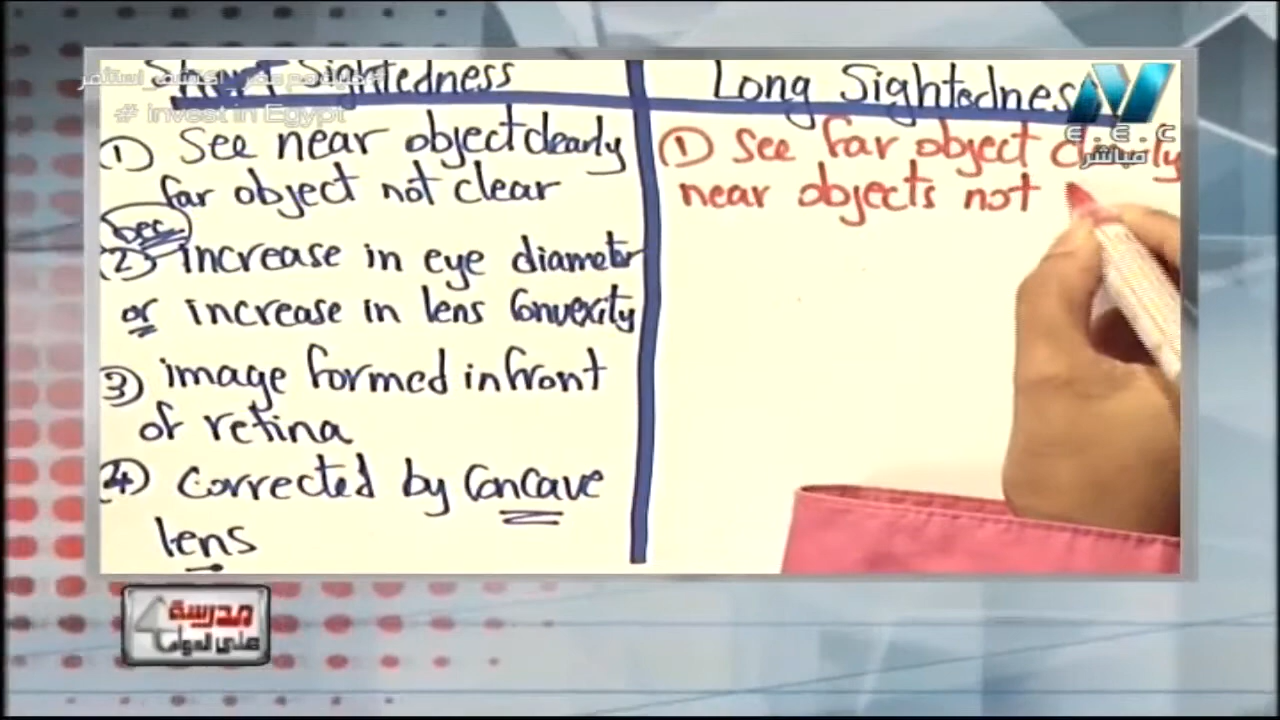 Short Sightedness
① see near object clearly
far object not clear
bec.
② increase in eye diameter
or increase in lens Convexity
③ image formed in front
of retina
④ corrected by Concave
lens
Long Sightedness
① see far object clearly
near objects not
# invest in Egypt
E.E.C
مباشر
مدرسة
على الهواء